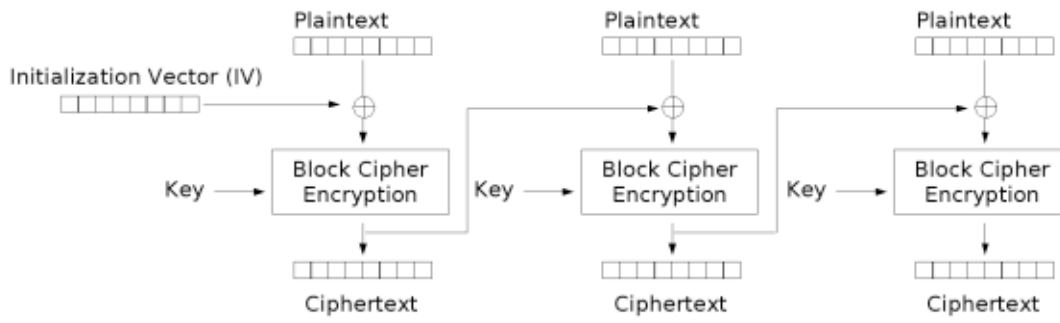 Plaintext
Plaintext
Plaintext
Initialization Vector (IV)
Key
Block Cipher
Encryption
Key
Block Cipher
Encryption
Key
Block Cipher
Encryption
Ciphertext
Ciphertext
Ciphertext